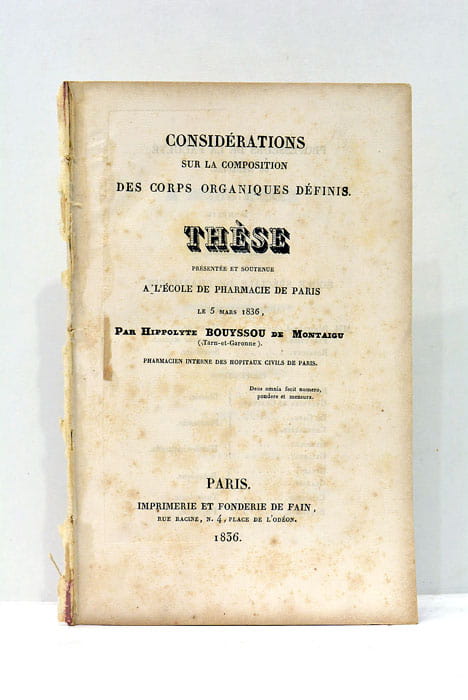 CONSIDÉRATIONS
SUR LA COMPOSITION
DES CORPS ORGANIQUES DÉFINIS.
THÈSE
PRÉSENTÉE ET SOUTENUE
A L'ÉCOLE DE PHARMACIE DE PARIS
LE 5 MARS 1836,
PAR HIPPOLYTE BOUYSSOU DE MONTAIGU
(Tarn-et-Garonne).
PHARMACIEN INTERNE DES HOPITAUX CIVILS DE PARIS.
Deus omnia fecit numero,
pondere et mensura.
PARIS.
IMPRIMERIE ET FONDERIE DE FAIN,
RUE RACINE, N. 4, PLACE DE L'ODÉON.
1836.